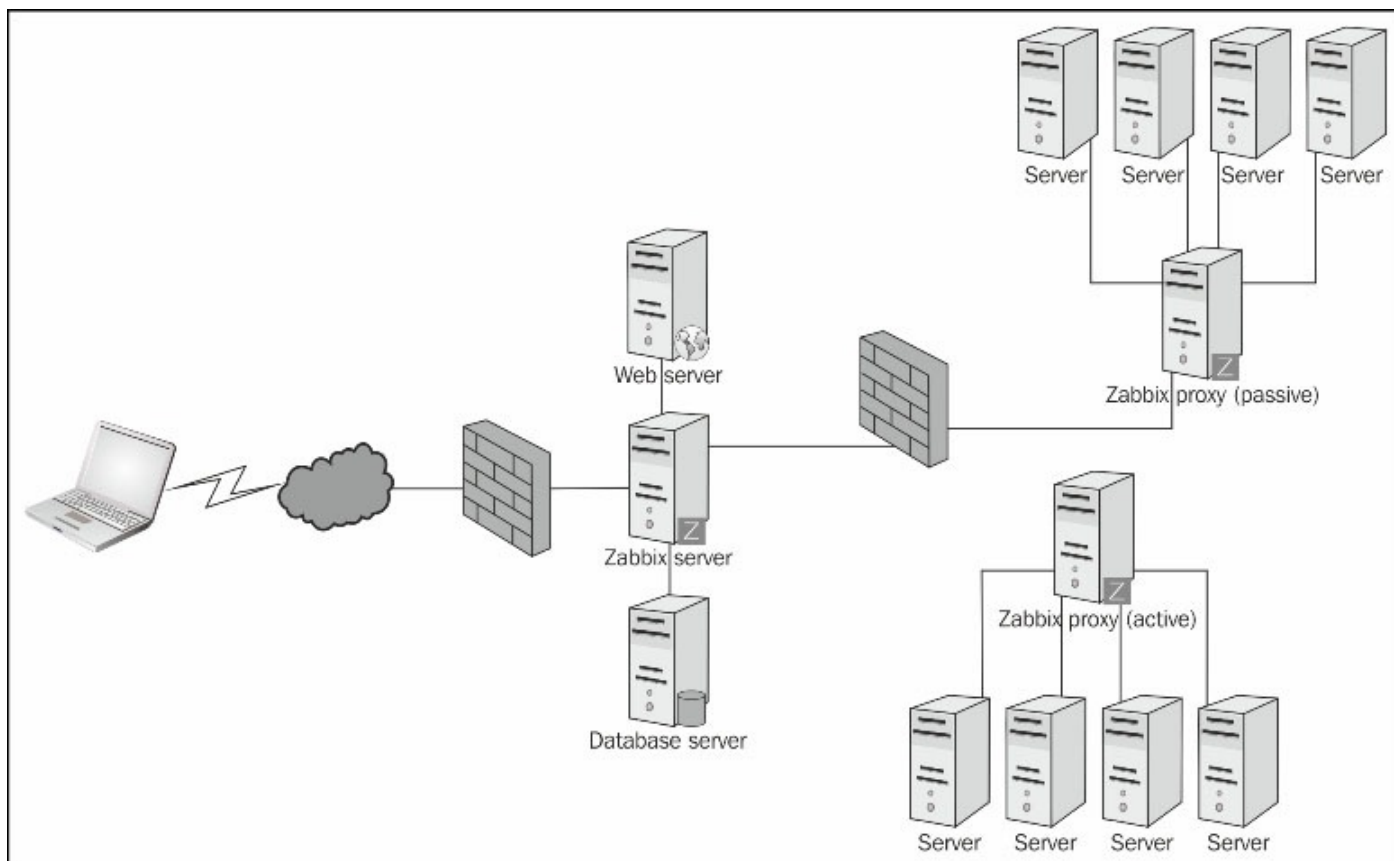 Server
Server
Server
Server
Web server
Z
Zabbix proxy (passive)
Z
Zabbix server
Z
Zabbix proxy (active)
Database server
Server
Server
Server
Server